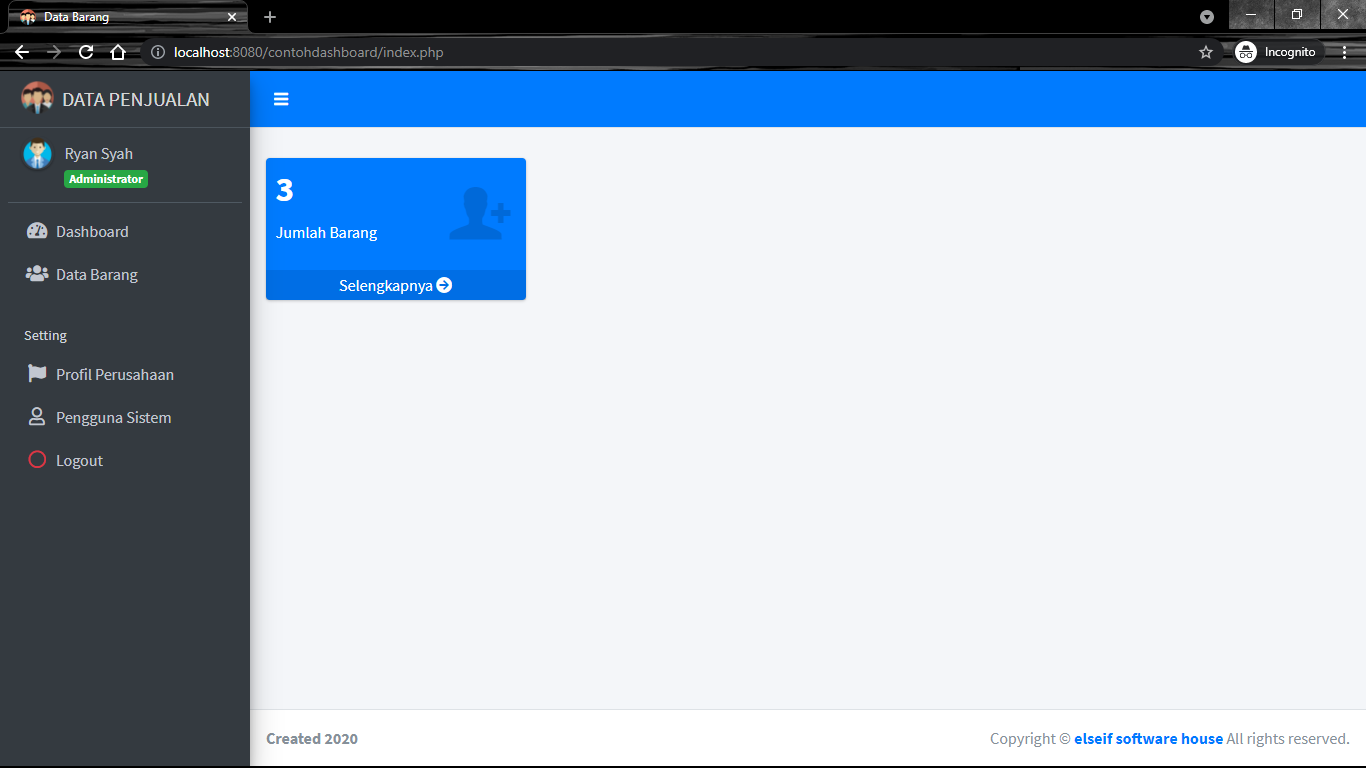 Data Barang
localhost:8080/contohdashboard/index.php
Incognito
DATA PENJUALAN
Ryan Syah
Administrator
Dashboard
Data Barang
Setting
Profil Perusahaan
Pengguna Sistem
Logout
3
Jumlah Barang
Selengkapnya
Created 2020
Copyright © elseif software house All rights reserved.